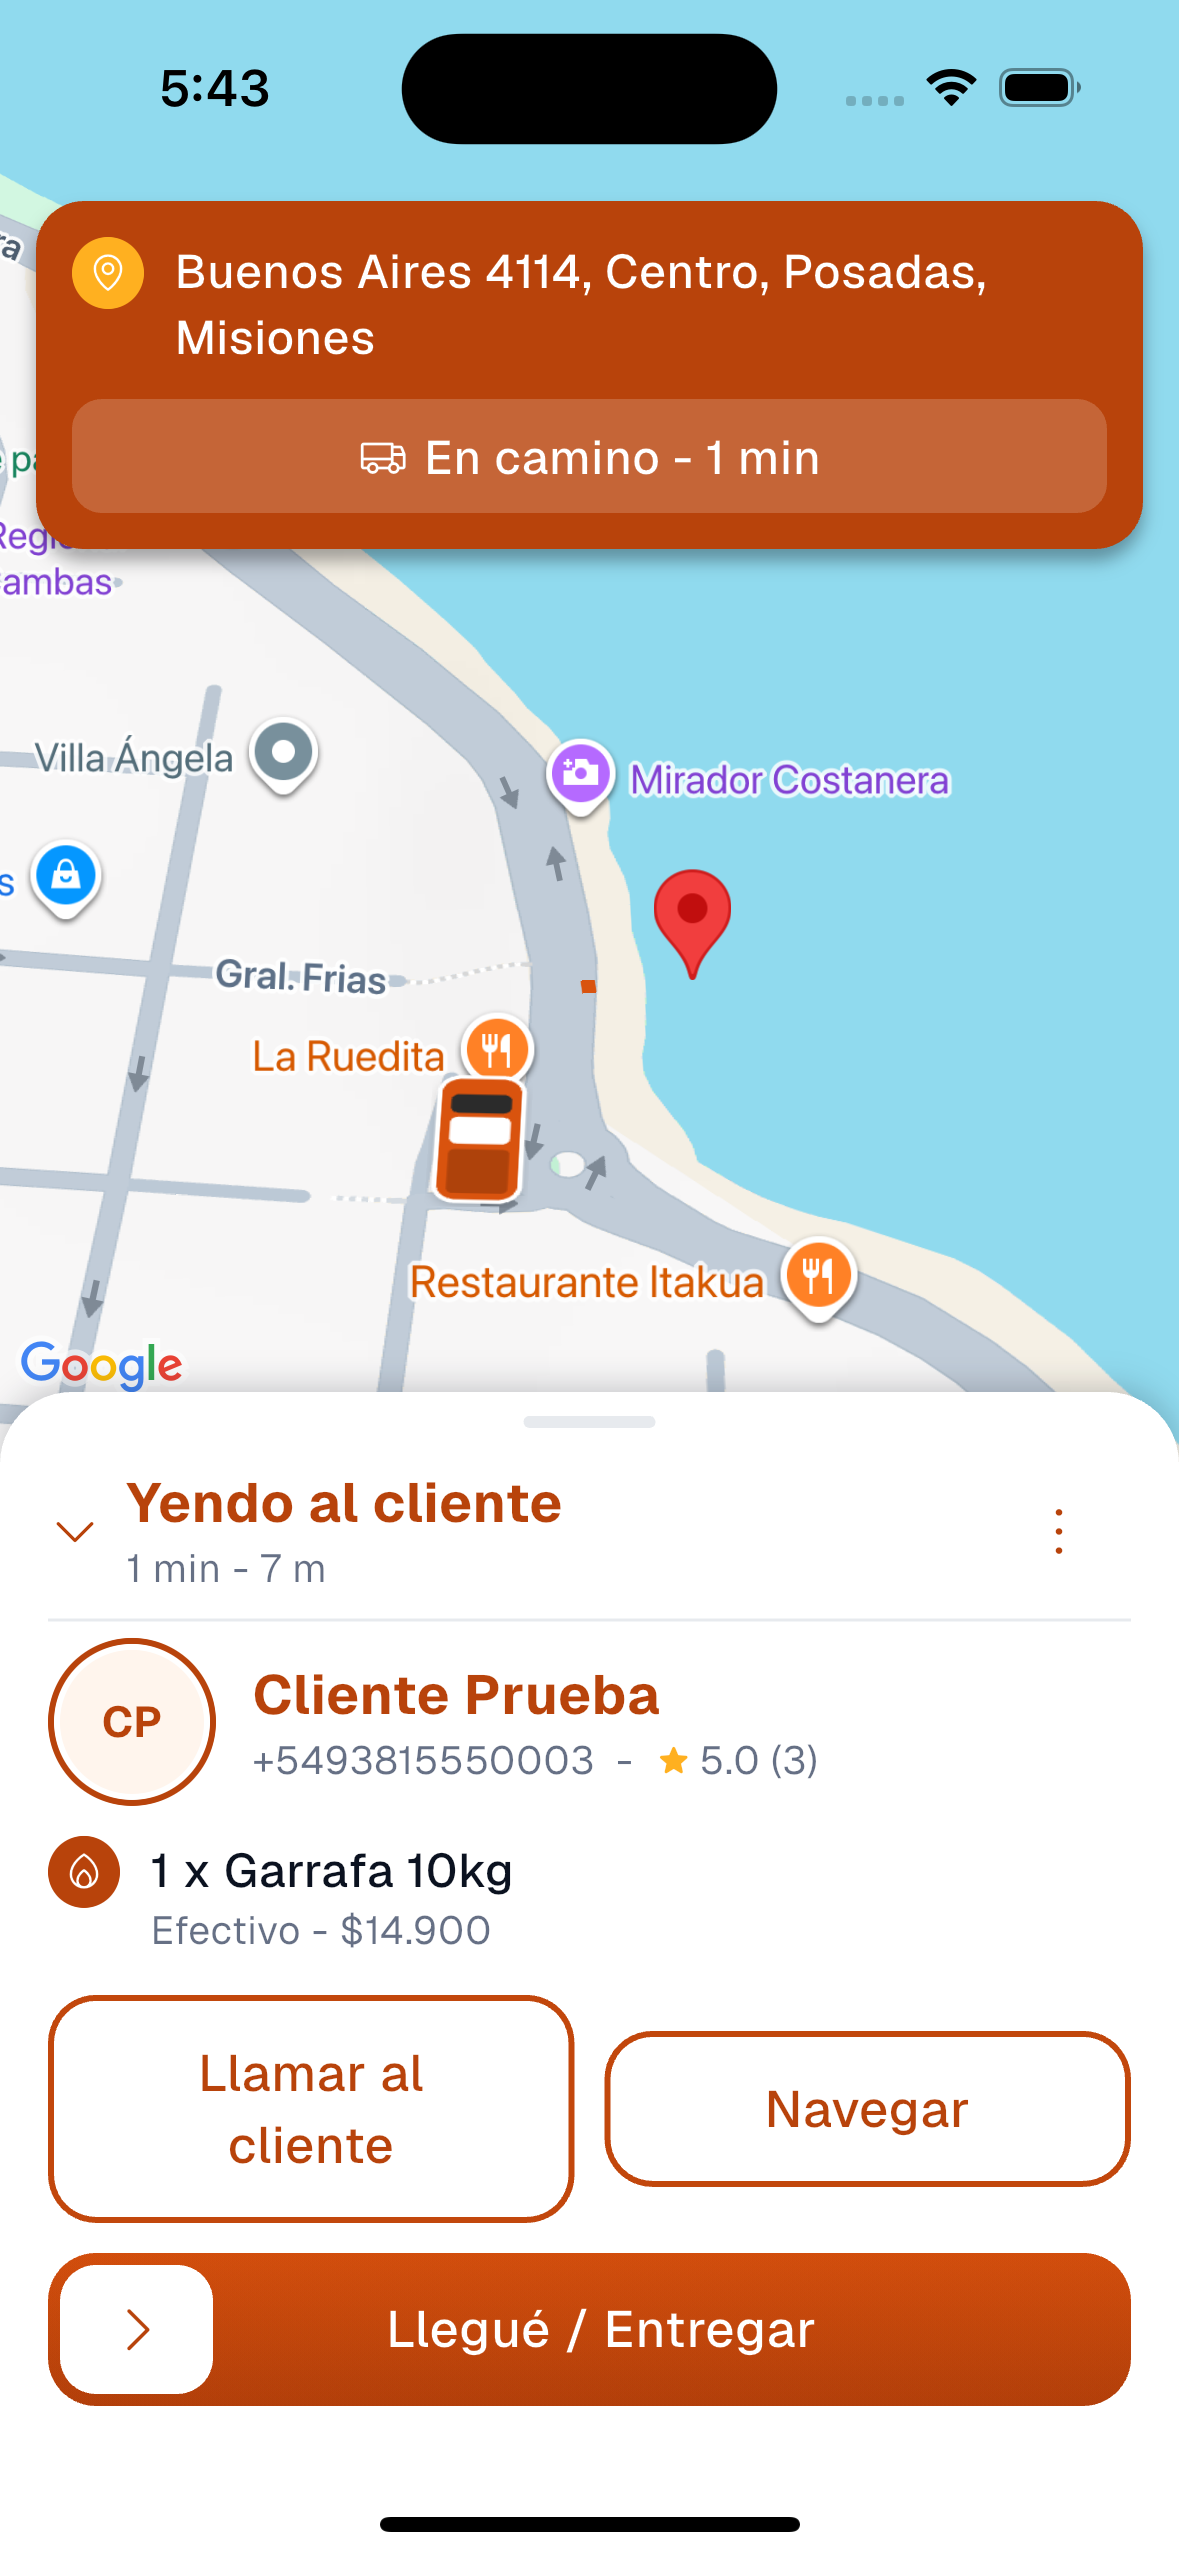 5:43
Buenos Aires 4114, Centro, Posadas,
Misiones
En camino - 1 min
Villa Ángela
Mirador Costanera
Gral. Frias
La Ruedita
Restaurante Itakua
Google
Yendo al cliente
1 min - 7 m
CP
Cliente Prueba
+5493815550003 - 5.0 (3)
1 x Garrafa 10kg
Efectivo - $14.900
Llamar al
cliente
Navegar
Llegué / Entregar